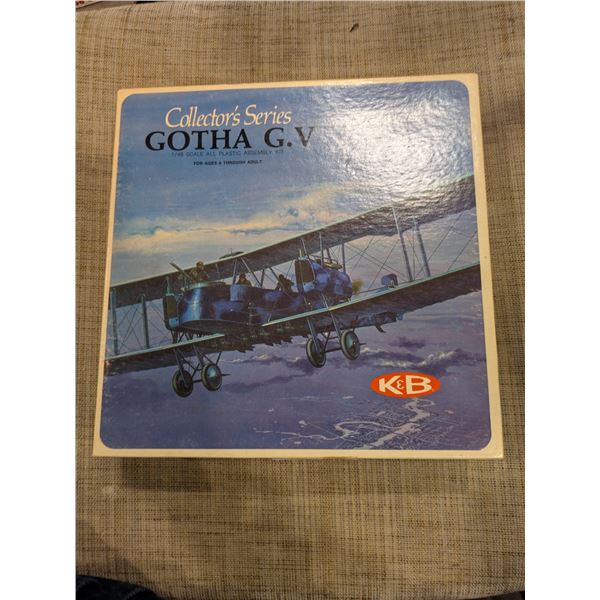 Collector's Series
GOTHA G.V
1/48 SCALE ALL PLASTIC ASSEMBLY KIT
FOR AGES 8 THROUGH ADULT
K&B